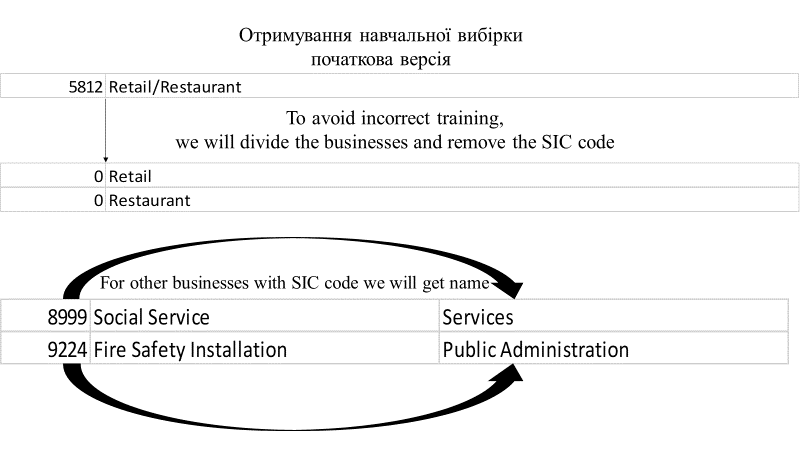 Отримування навчальної вибірки
початкова версія
5812 Retail/Restaurant
To avoid incorrect training,
we will divide the businesses and remove the SIC code
0 Retail
0 Restaurant
For other businesses with SIC code we will get name
8999 Social Service Services
9224 Fire Safety Installation Public Administration